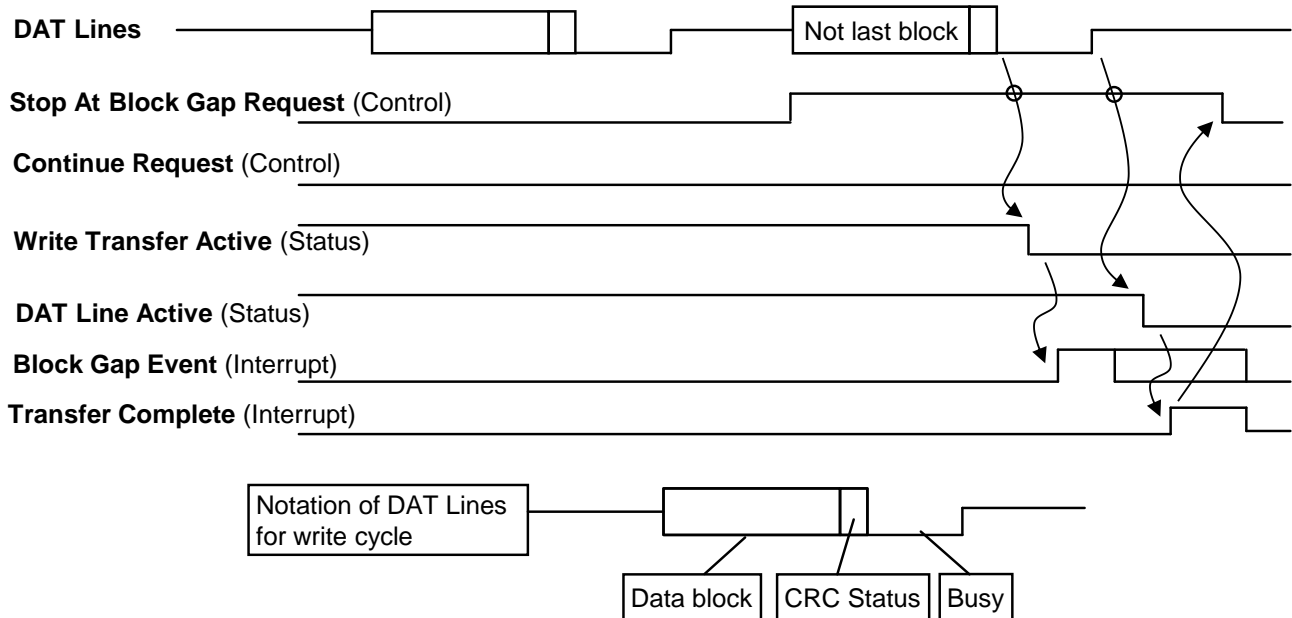 DAT Lines
Not last block
Stop At Block Gap Request (Control)
Continue Request (Control)
Write Transfer Active (Status)
DAT Line Active (Status)
Block Gap Event (Interrupt)
Transfer Complete (Interrupt)
Notation of DAT Lines
for write cycle
Data block
CRC Status
Busy